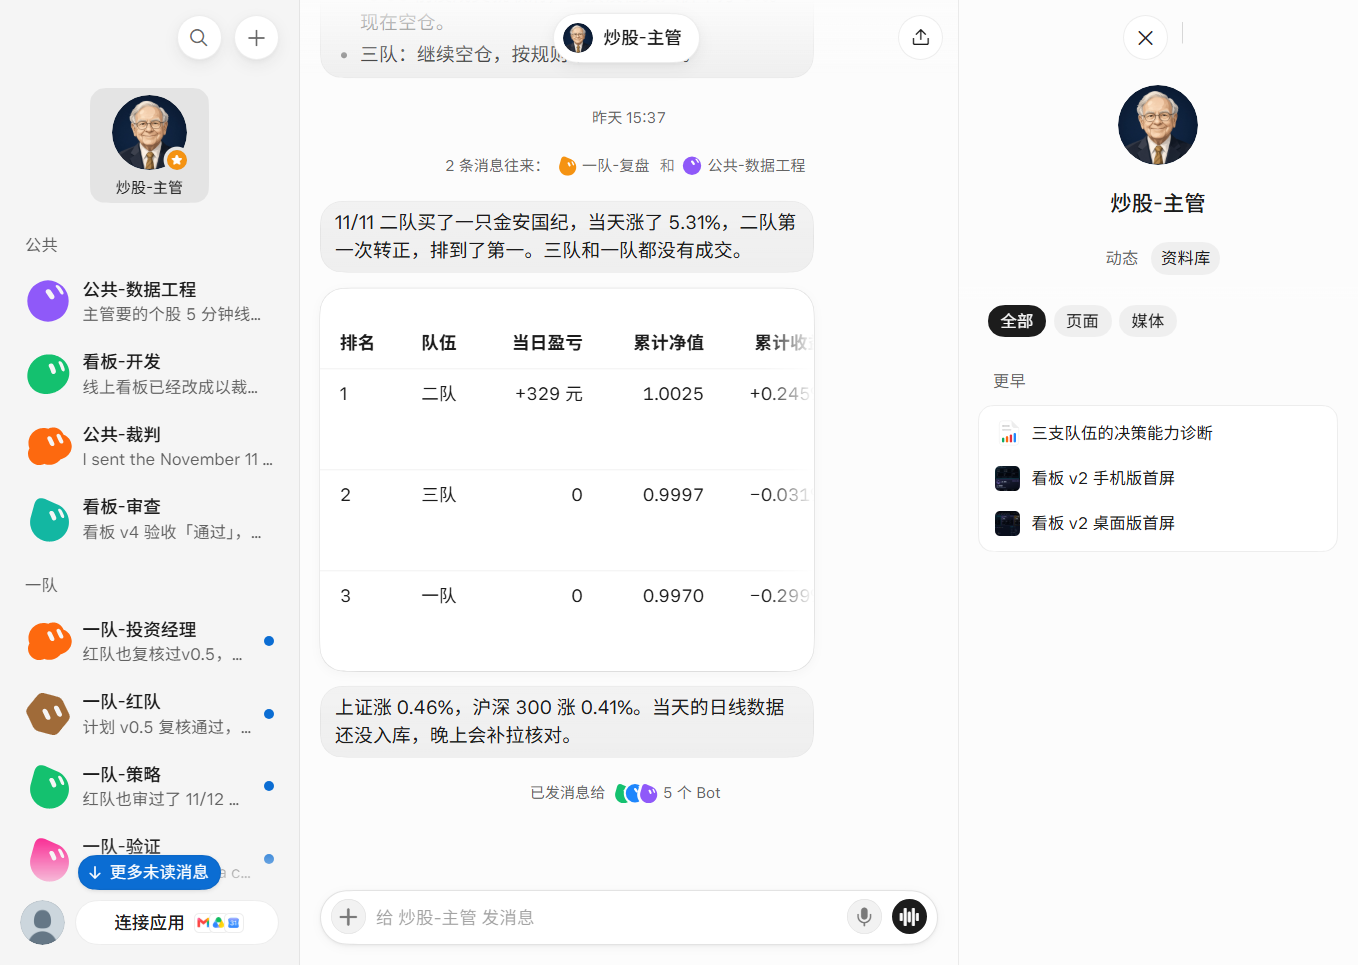 炒股-主管
公共
公共-数据工程
主管要的个股 5 分钟线...
看板-开发
线上看板已经改成以裁...
公共-裁判
I sent the November 11 ...
看板-审查
看板 v4 验收「通过」，...
一队
一队-投资经理
红队也复核过v0.5，...
一队-红队
计划 v0.5 复核通过，...
一队-策略
红队也审过了 11/12 ...
一队-验证
a c...
更多未读消息
连接应用
现在空仓。
三队：继续空仓，按规则
炒股-主管
昨天 15:37
2 条消息往来： 一队-复盘 和 公共-数据工程
11/11 二队买了一只金安国纪，当天涨了 5.31%，二队第
一次转正，排到了第一。三队和一队都没有成交。
排名 队伍 当日盈亏 累计净值 累计收
1 二队 +329 元 1.0025 +0.245
2 三队 0 0.9997 −0.031
3 一队 0 0.9970 −0.299
上证涨 0.46%，沪深 300 涨 0.41%。当天的日线数据
还没入库，晚上会补拉核对。
已发消息给 5 个 Bot
给 炒股-主管 发消息
炒股-主管
动态 资料库
全部 页面 媒体
更早
三支队伍的决策能力诊断
看板 v2 手机版首屏
看板 v2 桌面版首屏